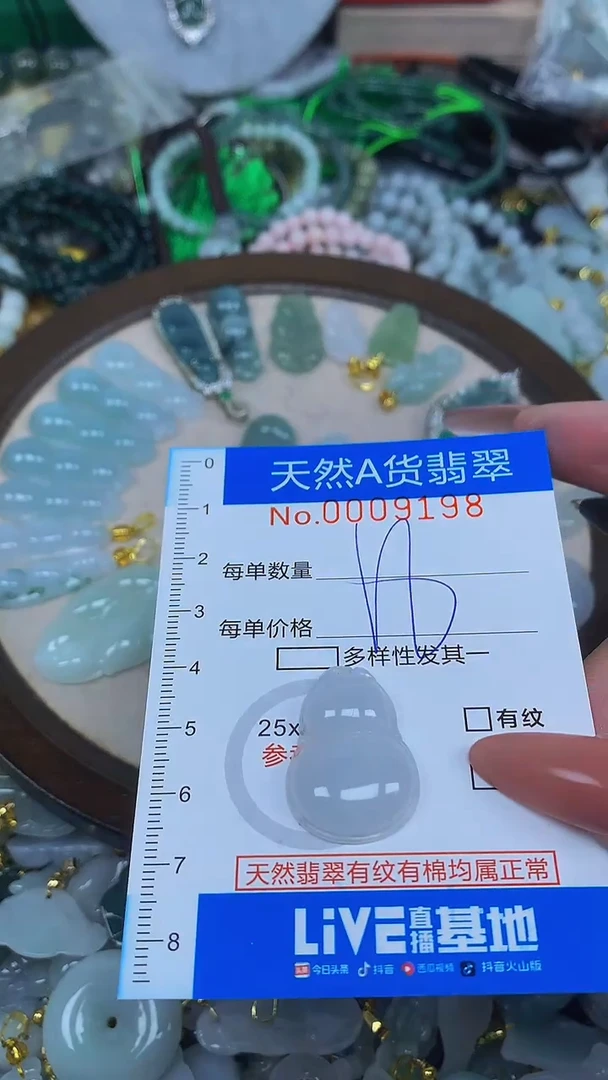 天然A货翡翠
No.0009198
每单数量
每单价格
多样性发其一
0
1
2
3
4
5
6
7
8
25x
有纹
天然翡翠有纹有棉均属正常
LiVE直播基地
今日头条 抖音 西瓜视频 抖音火山版